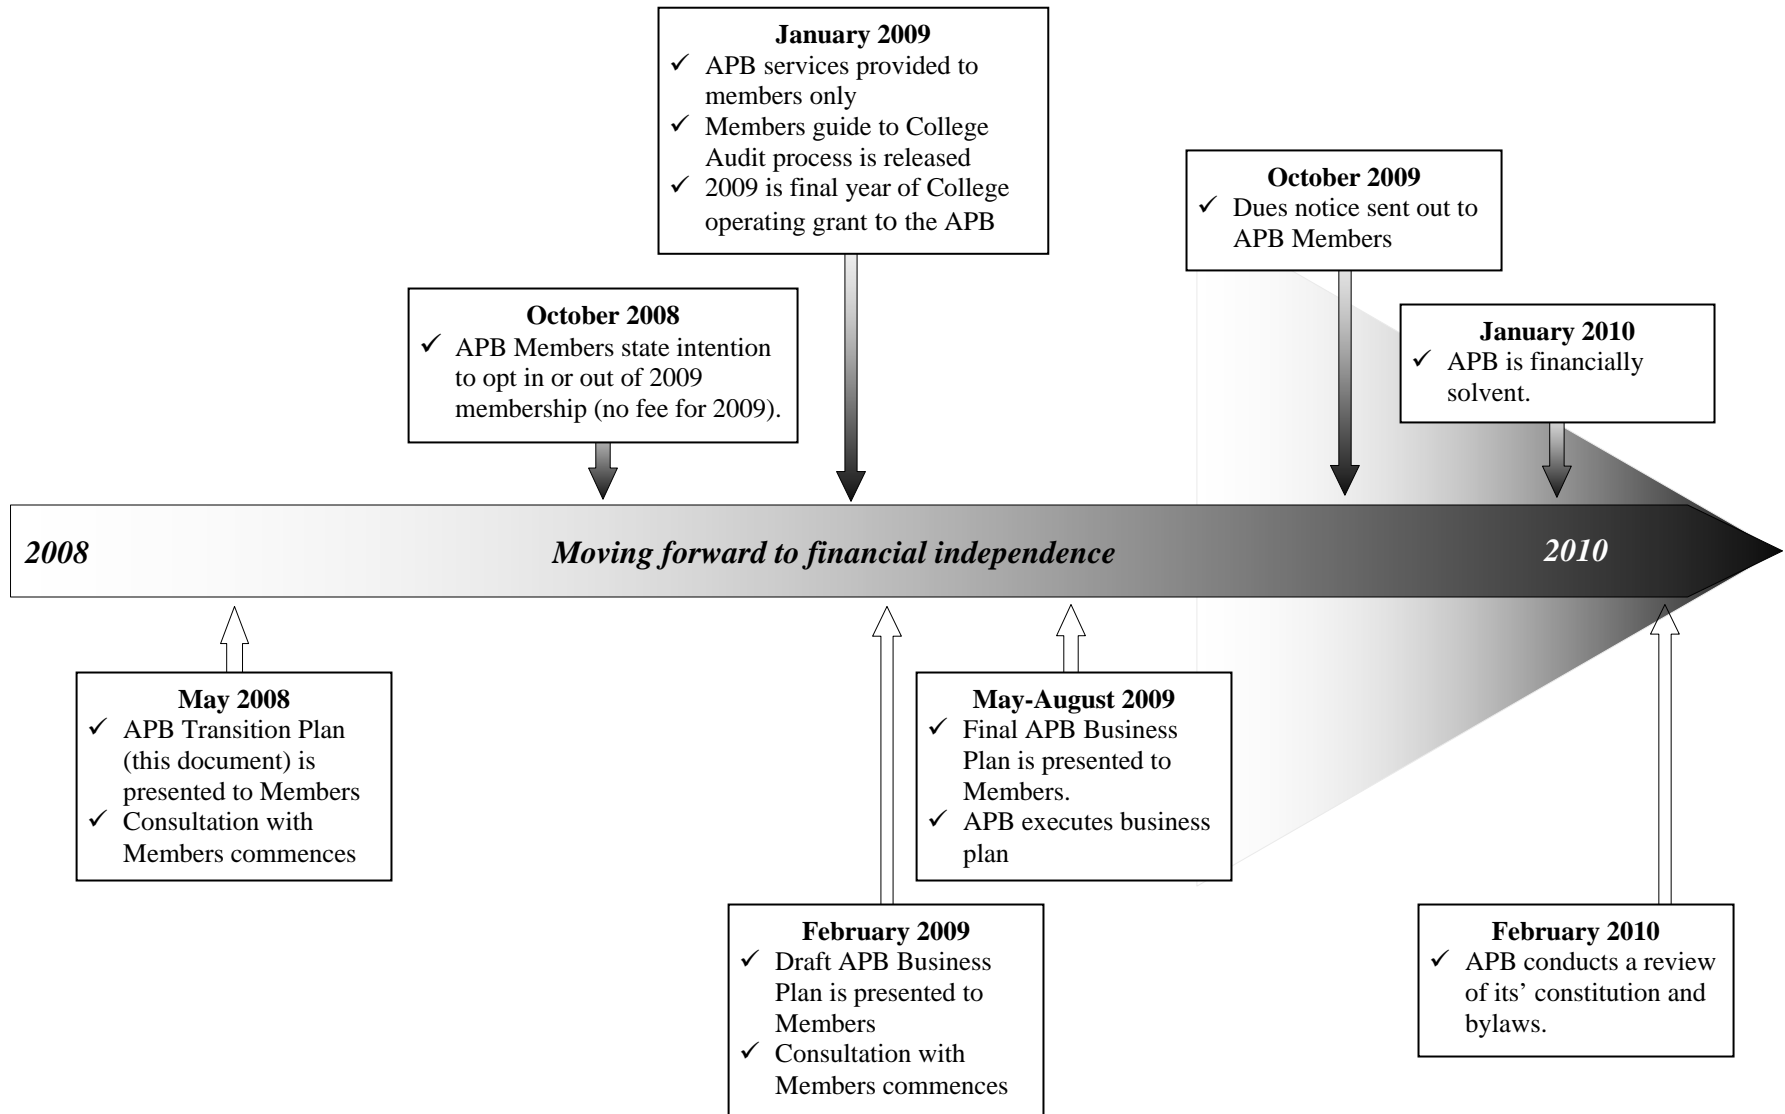 January 2009
✓ APB services provided to
members only
✓ Members guide to College
Audit process is released
✓ 2009 is final year of College
operating grant to the APB
October 2009
✓ Dues notice sent out to
APB Members
October 2008
✓ APB Members state intention
to opt in or out of 2009
membership (no fee for 2009).
January 2010
✓ APB is financially
solvent.
2008
Moving forward to financial independence
2010
May 2008
✓ APB Transition Plan
(this document) is
presented to Members
✓ Consultation with
Members commences
May-August 2009
✓ Final APB Business
Plan is presented to
Members.
✓ APB executes business
plan
February 2009
✓ Draft APB Business
Plan is presented to
Members
✓ Consultation with
Members commences
February 2010
✓ APB conducts a review
of its’ constitution and
bylaws.